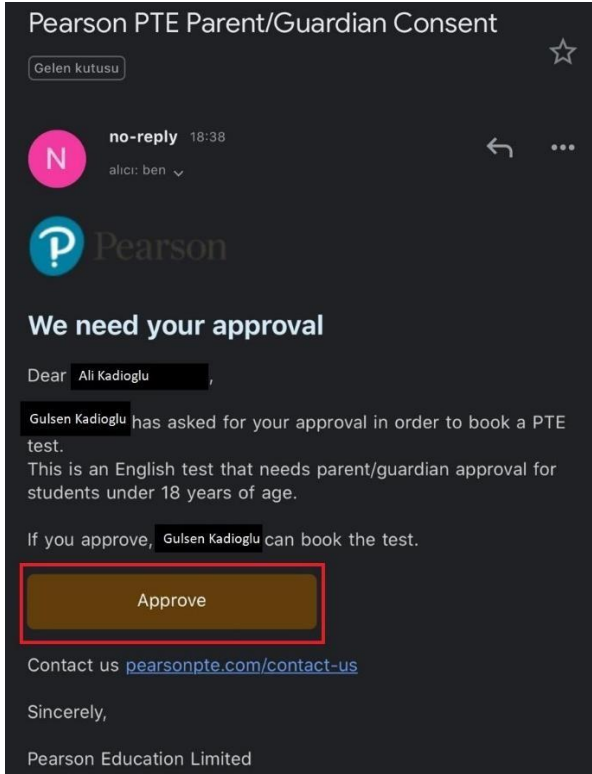 Pearson PTE Parent/Guardian Consent
Gelen kutusu
N
no-reply 18:38
alıcı: ben
Pearson
We need your approval
Dear Ali Kadioglu ,
Gulsen Kadioglu has asked for your approval in order to book a PTE
test.
This is an English test that needs parent/guardian approval for
students under 18 years of age.
If you approve, Gulsen Kadioglu can book the test.
Approve
Contact us pearsonpte.com/contact-us
Sincerely,
Pearson Education Limited